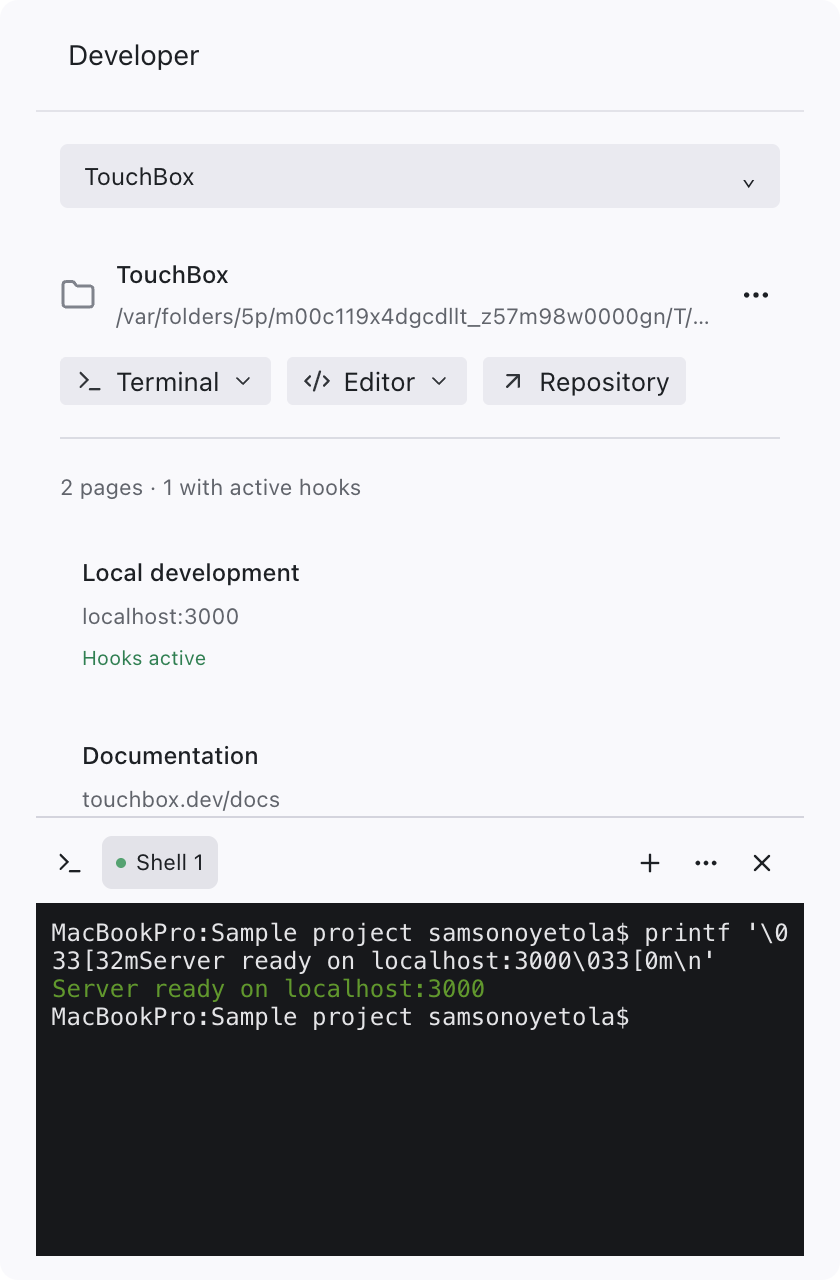 Developer
TouchBox
TouchBox
/var/folders/5p/m00c119x4dgcdllt_z57m98w0000gn/T/...
Terminal
Editor
Repository
2 pages · 1 with active hooks
Local development
localhost:3000
Hooks active
Documentation
touchbox.dev/docs
Shell 1
MacBookPro:Sample project samsonoyetola$ printf '\0
33[32mServer ready on localhost:3000\033[0m\n'
Server ready on localhost:3000
MacBookPro:Sample project samsonoyetola$